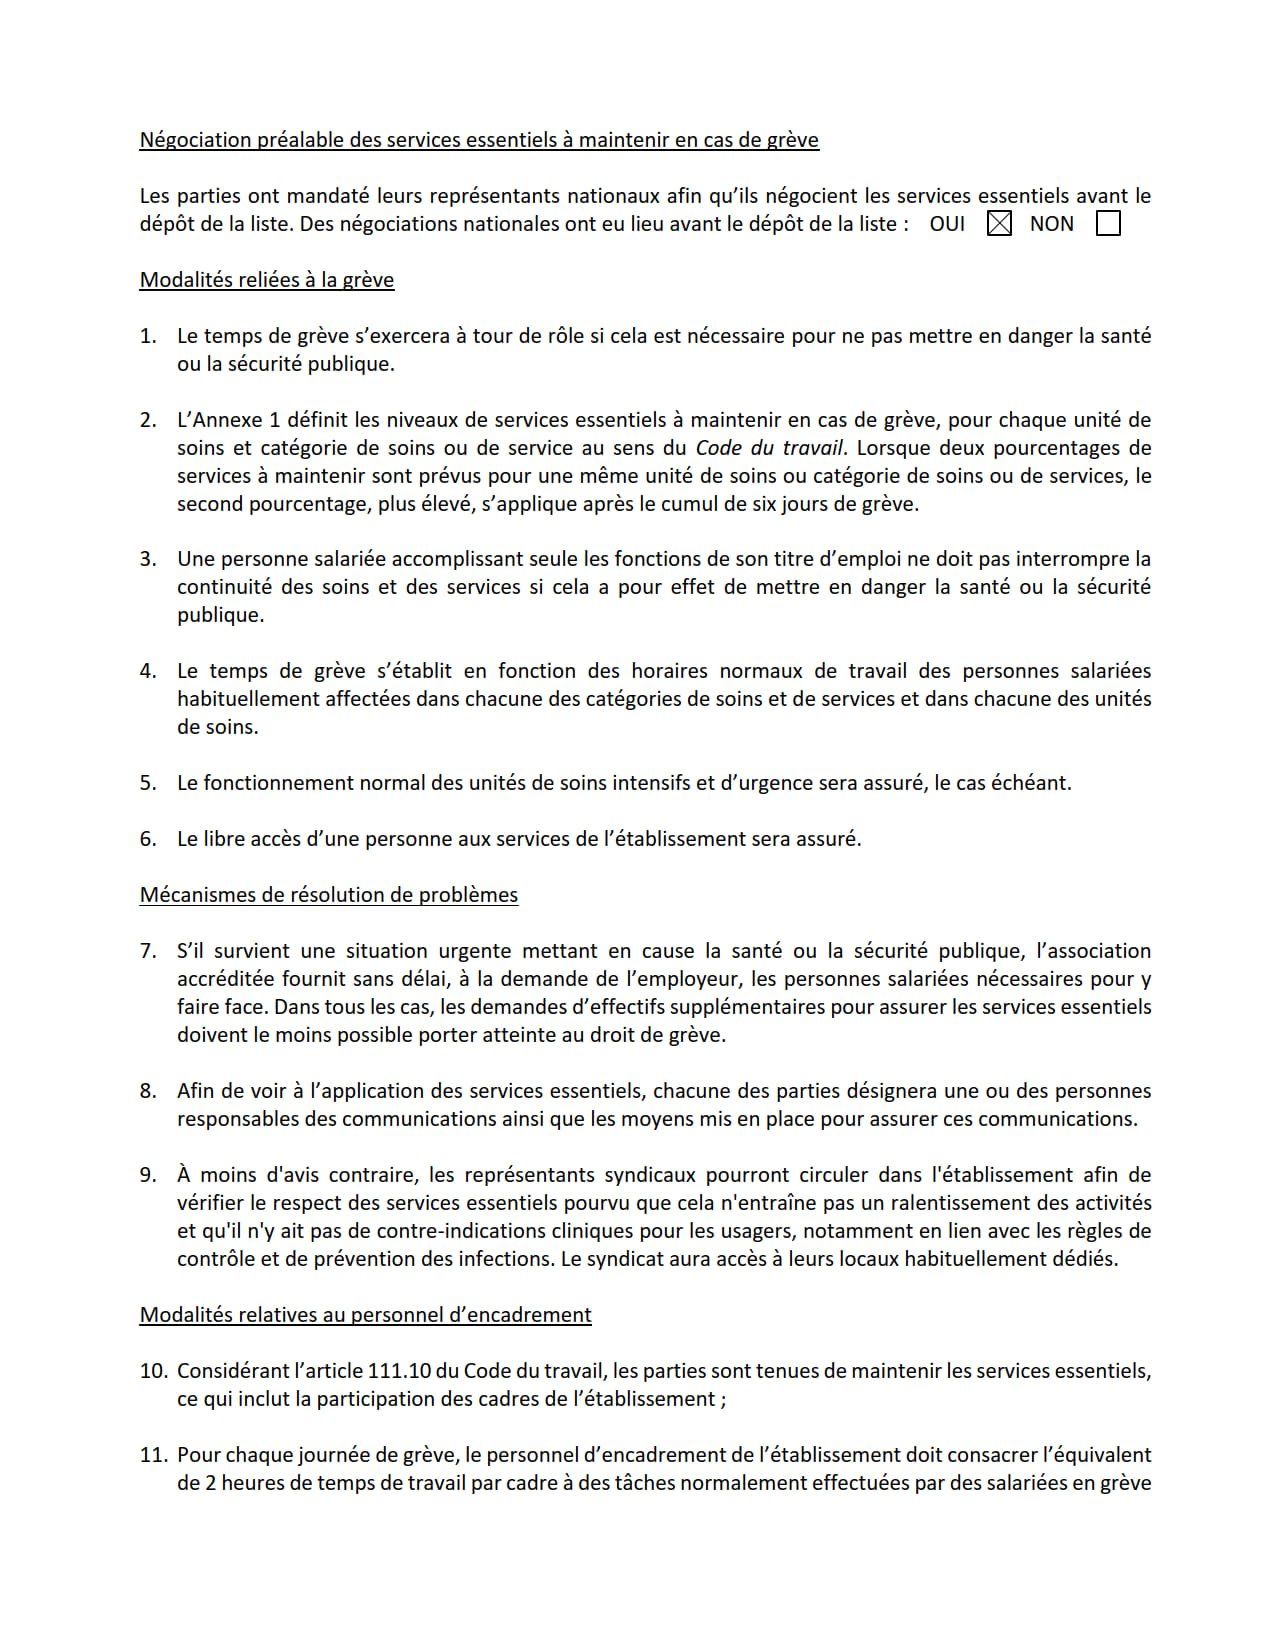 Négociation préalable des services essentiels à maintenir en cas de grève
Les parties ont mandaté leurs représentants nationaux afin qu’ils négocient les services essentiels avant le
dépôt de la liste. Des négociations nationales ont eu lieu avant le dépôt de la liste : OUI ☒ NON ☐
Modalités reliées à la grève
1. Le temps de grève s’exercera à tour de rôle si cela est nécessaire pour ne pas mettre en danger la santé
ou la sécurité publique.
2. L’Annexe 1 définit les niveaux de services essentiels à maintenir en cas de grève, pour chaque unité de
soins et catégorie de soins ou de service au sens du Code du travail. Lorsque deux pourcentages de
services à maintenir sont prévus pour une même unité de soins ou catégorie de soins ou de services, le
second pourcentage, plus élevé, s’applique après le cumul de six jours de grève.
3. Une personne salariée accomplissant seule les fonctions de son titre d’emploi ne doit pas interrompre la
continuité des soins et des services si cela a pour effet de mettre en danger la santé ou la sécurité
publique.
4. Le temps de grève s’établit en fonction des horaires normaux de travail des personnes salariées
habituellement affectées dans chacune des catégories de soins et de services et dans chacune des unités
de soins.
5. Le fonctionnement normal des unités de soins intensifs et d’urgence sera assuré, le cas échéant.
6. Le libre accès d’une personne aux services de l’établissement sera assuré.
Mécanismes de résolution de problèmes
7. S’il survient une situation urgente mettant en cause la santé ou la sécurité publique, l’association
accréditée fournit sans délai, à la demande de l’employeur, les personnes salariées nécessaires pour y
faire face. Dans tous les cas, les demandes d’effectifs supplémentaires pour assurer les services essentiels
doivent le moins possible porter atteinte au droit de grève.
8. Afin de voir à l’application des services essentiels, chacune des parties désignera une ou des personnes
responsables des communications ainsi que les moyens mis en place pour assurer ces communications.
9. À moins d'avis contraire, les représentants syndicaux pourront circuler dans l'établissement afin de
vérifier le respect des services essentiels pourvu que cela n'entraîne pas un ralentissement des activités
et qu'il n'y ait pas de contre-indications cliniques pour les usagers, notamment en lien avec les règles de
contrôle et de prévention des infections. Le syndicat aura accès à leurs locaux habituellement dédiés.
Modalités relatives au personnel d’encadrement
10. Considérant l’article 111.10 du Code du travail, les parties sont tenues de maintenir les services essentiels,
ce qui inclut la participation des cadres de l’établissement ;
11. Pour chaque journée de grève, le personnel d’encadrement de l’établissement doit consacrer l’équivalent
de 2 heures de temps de travail par cadre à des tâches normalement effectuées par des salariées en grève